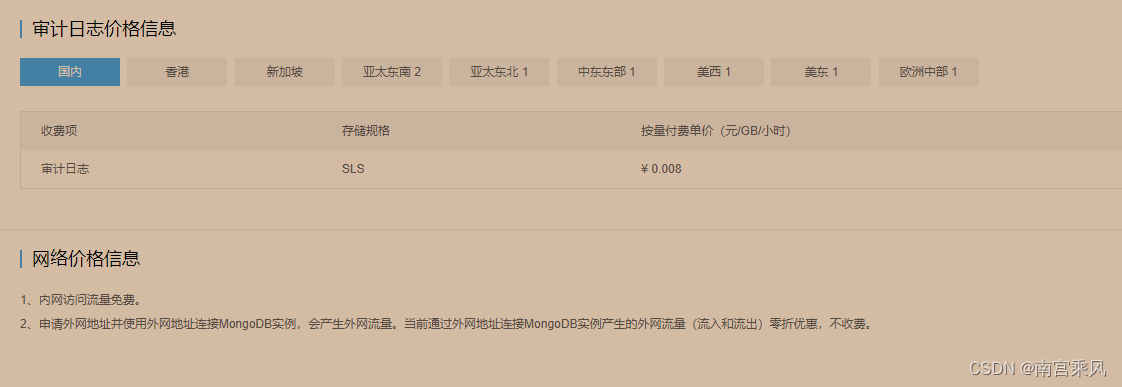 审计日志价格信息
国内 香港 新加坡 亚太东南 2 亚太东北 1 中东东部 1 美西 1 美东 1 欧洲中部 1
收费项 存储规格 按量付费单价（元/GB/小时）
审计日志 SLS ¥ 0.008
网络价格信息
1、内网访问流量免费。
2、申请外网地址并使用外网地址连接MongoDB实例，会产生外网流量。当前通过外网地址连接MongoDB实例产生的外网流量（流入和流出）零折优惠，不收费。
CSDN @南宫乘风